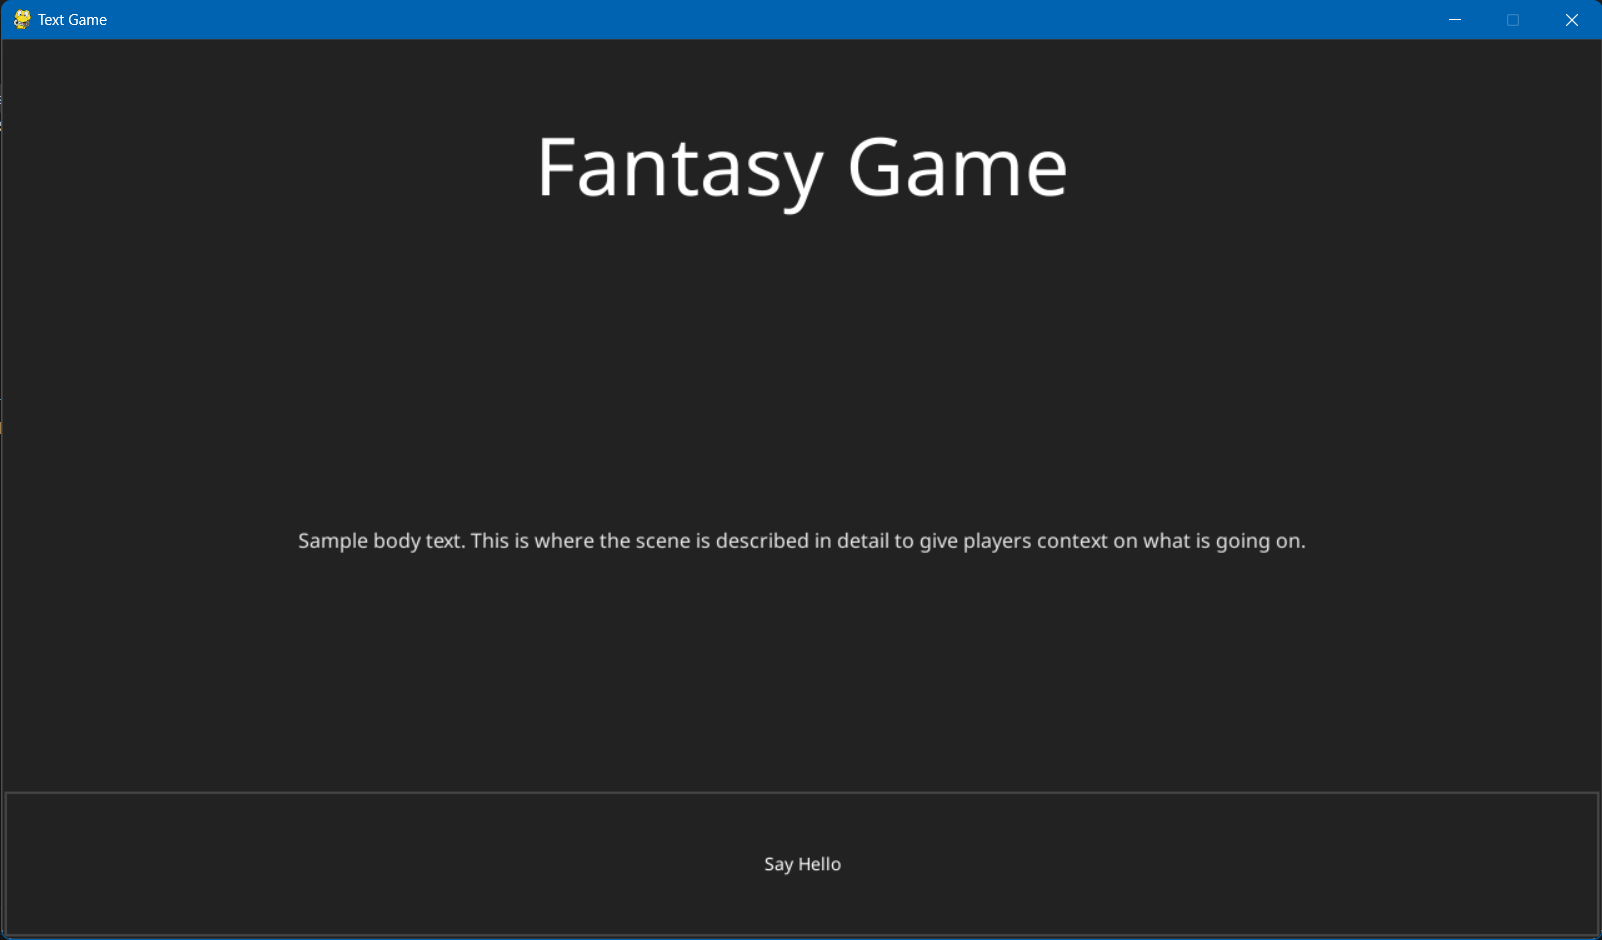 Text Game
Fantasy Game
Sample body text. This is where the scene is described in detail to give players context on what is going on.
Say Hello